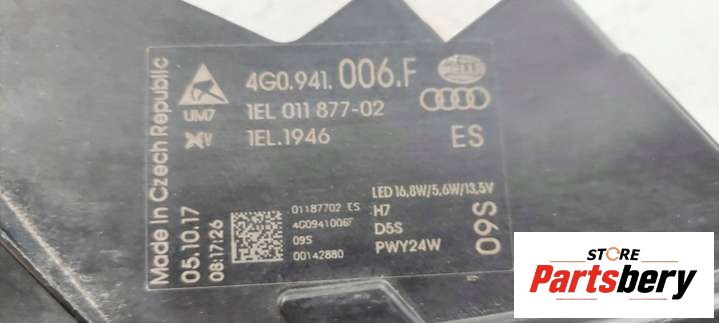 Made In Czech Republic
05.10.17
08:17:26
UM7
4G0.941. 006.F
1EL 011 877-02
1EL.1946
ES
01187702 ES
4G0941006F
09S
00142880
LED 16,8W/5,6W/13,5V
H7
D5S
PWY24W
09S
STORE
Partsbery